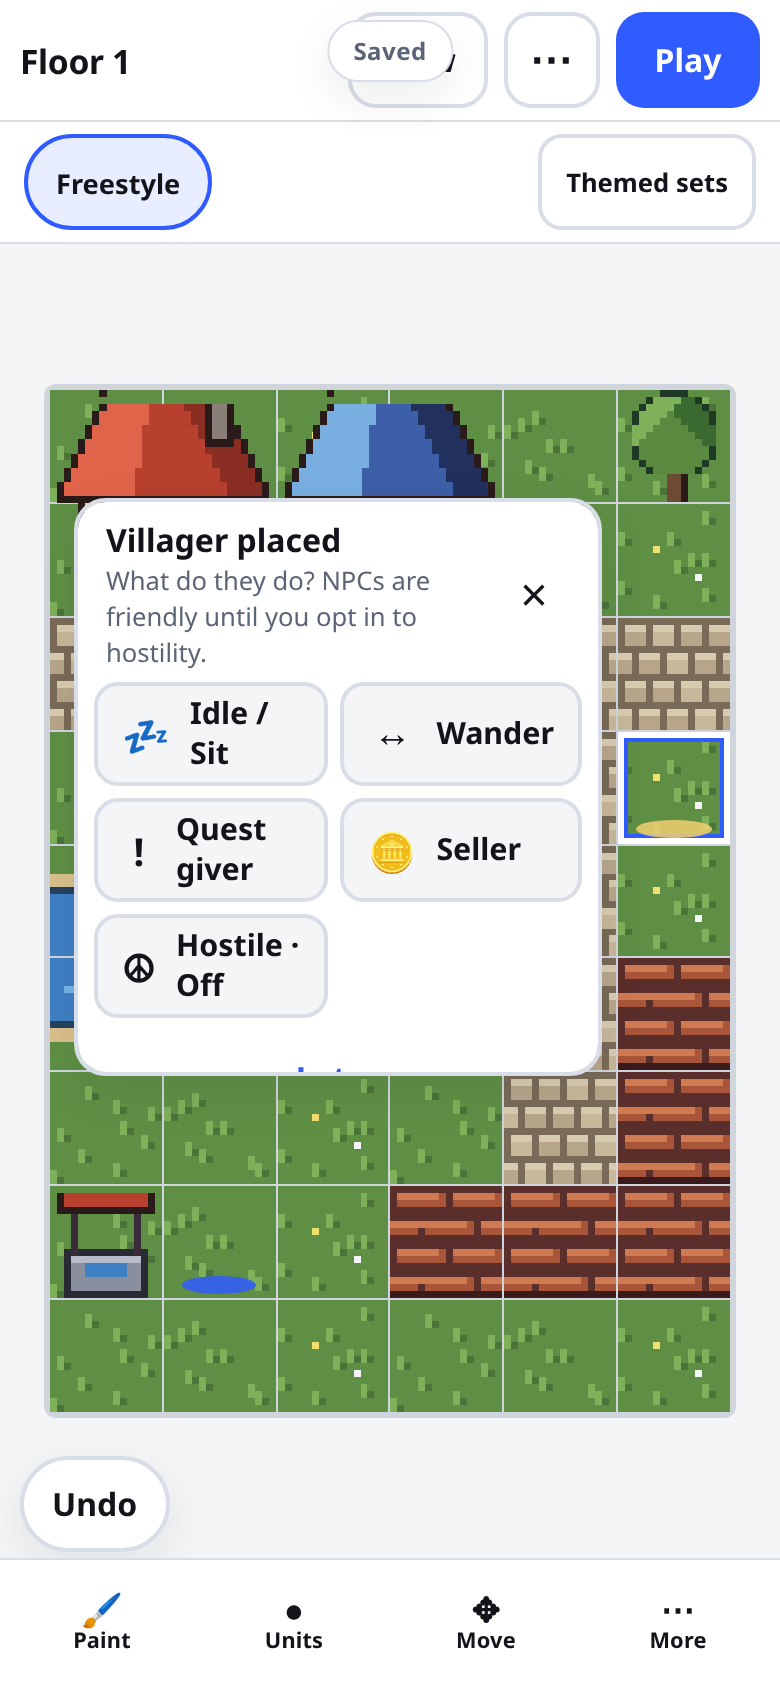 Floor 1
Saved
···
Play
Freestyle
Themed sets
Villager placed
What do they do? NPCs are
friendly until you opt in to
hostility.
✕
💤 Idle /
Sit
↔ Wander
! Quest
giver
🪙 Seller
☮ Hostile ·
Off
Undo
Paint
Units
Move
More